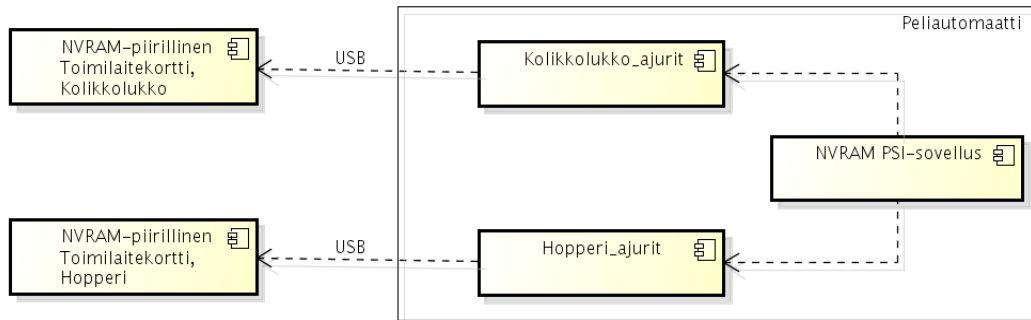 Peliautomaatti
NVRAM-piirillinen
Toimilaitekortti,
Kolikkolukko
USB
Kolikkolukko_ajurit
NVRAM PSI-sovellus
NVRAM-piirillinen
Toimilaitekortti,
Hopperi
USB
Hopperi_ajurit